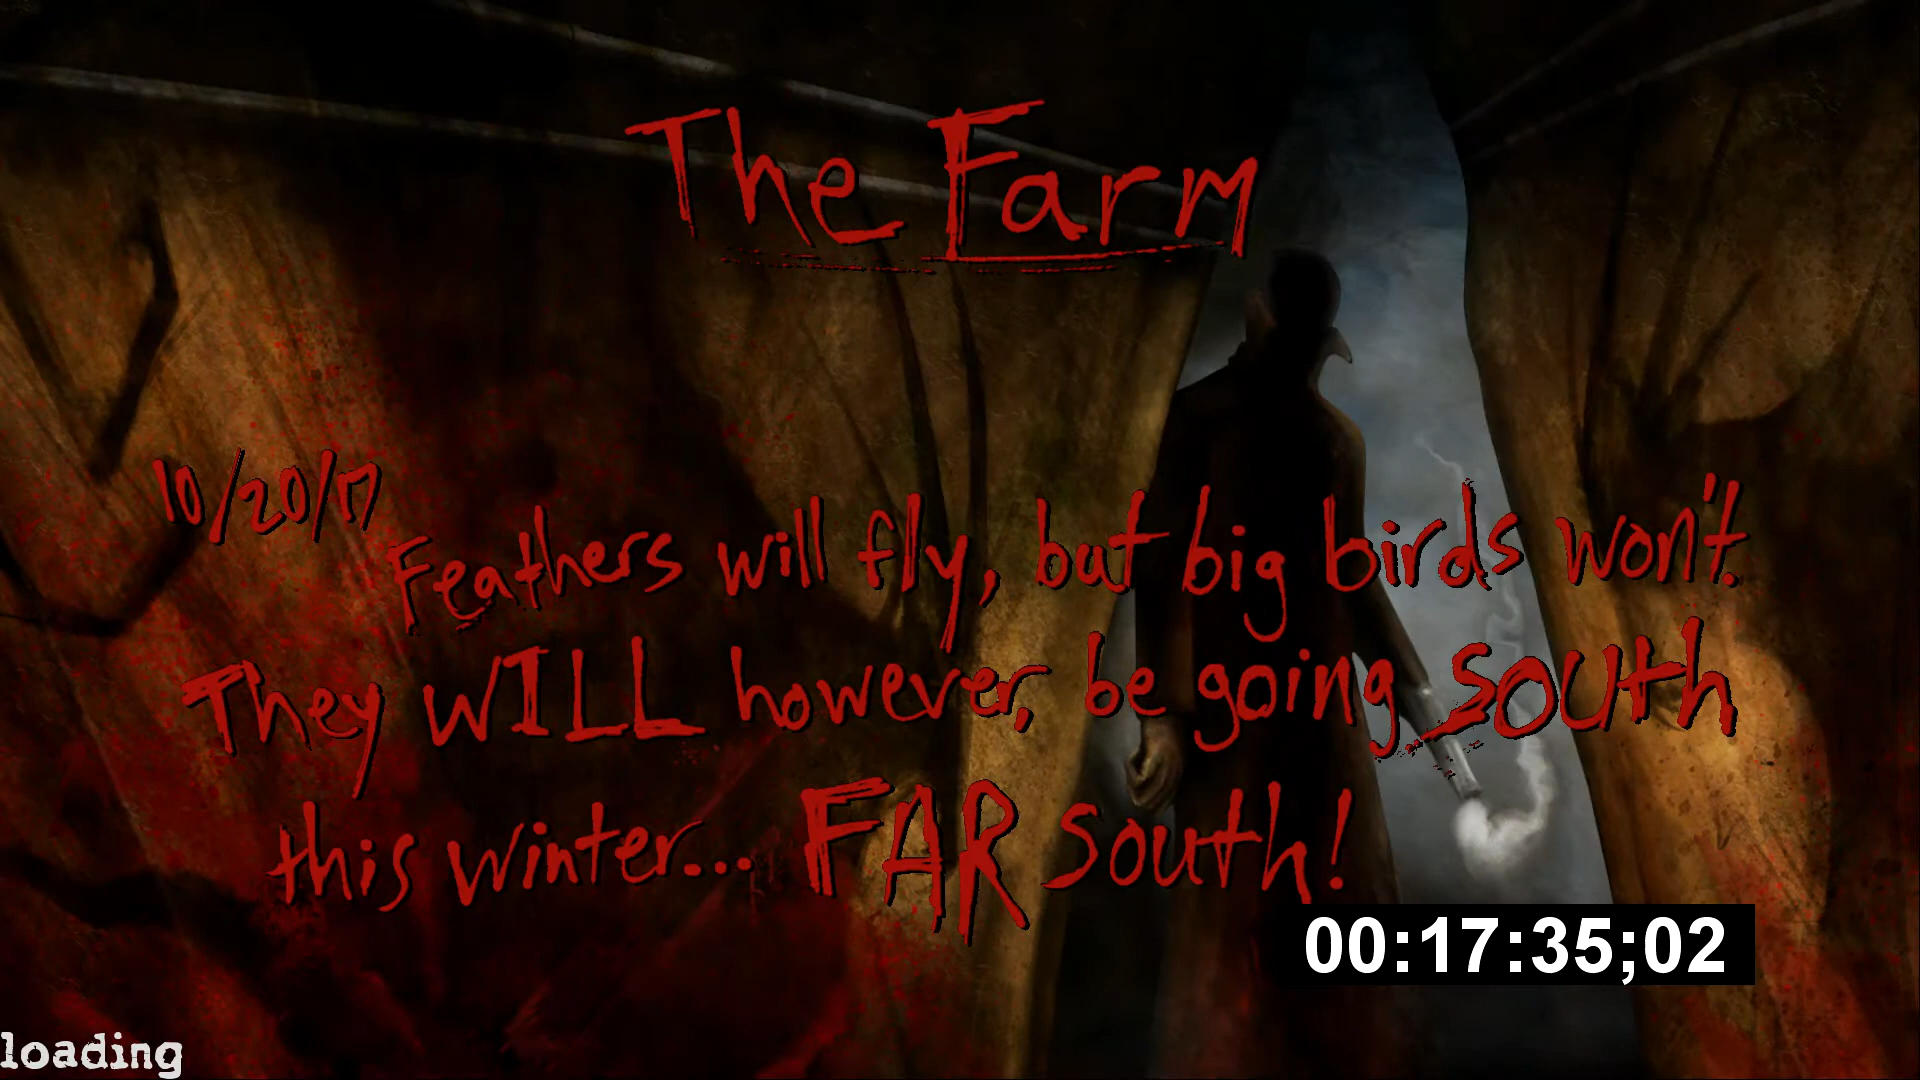 The Farm
10/20/17
Feathers will fly, but big birds won't.
They WILL however, be going SOUTH
this winter... FAR south!
00:17:35;02
loading